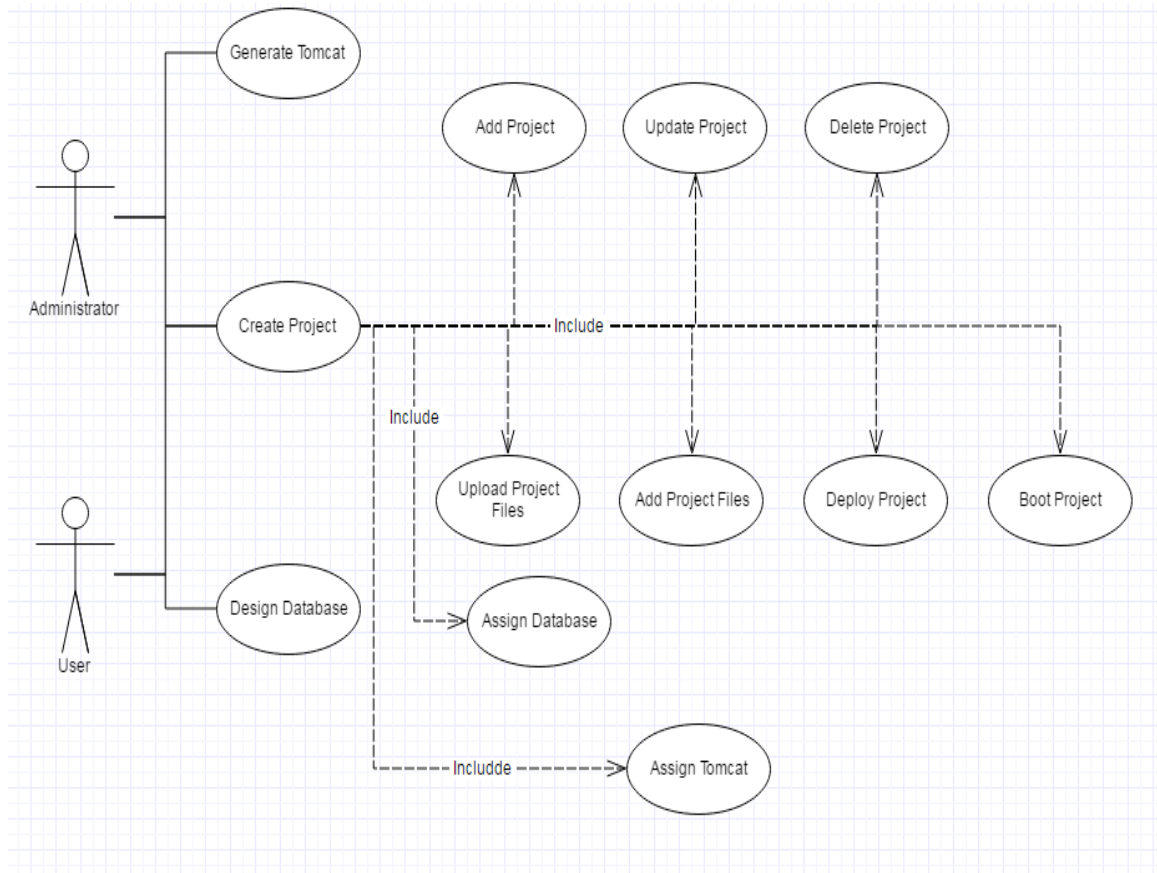 Generate Tomcat
Add Project
Update Project
Delete Project
Administrator
Create Project
Include
Include
Upload Project
Files
Add Project Files
Deploy Project
Boot Project
Design Database
Assign Database
User
Includde
Assign Tomcat